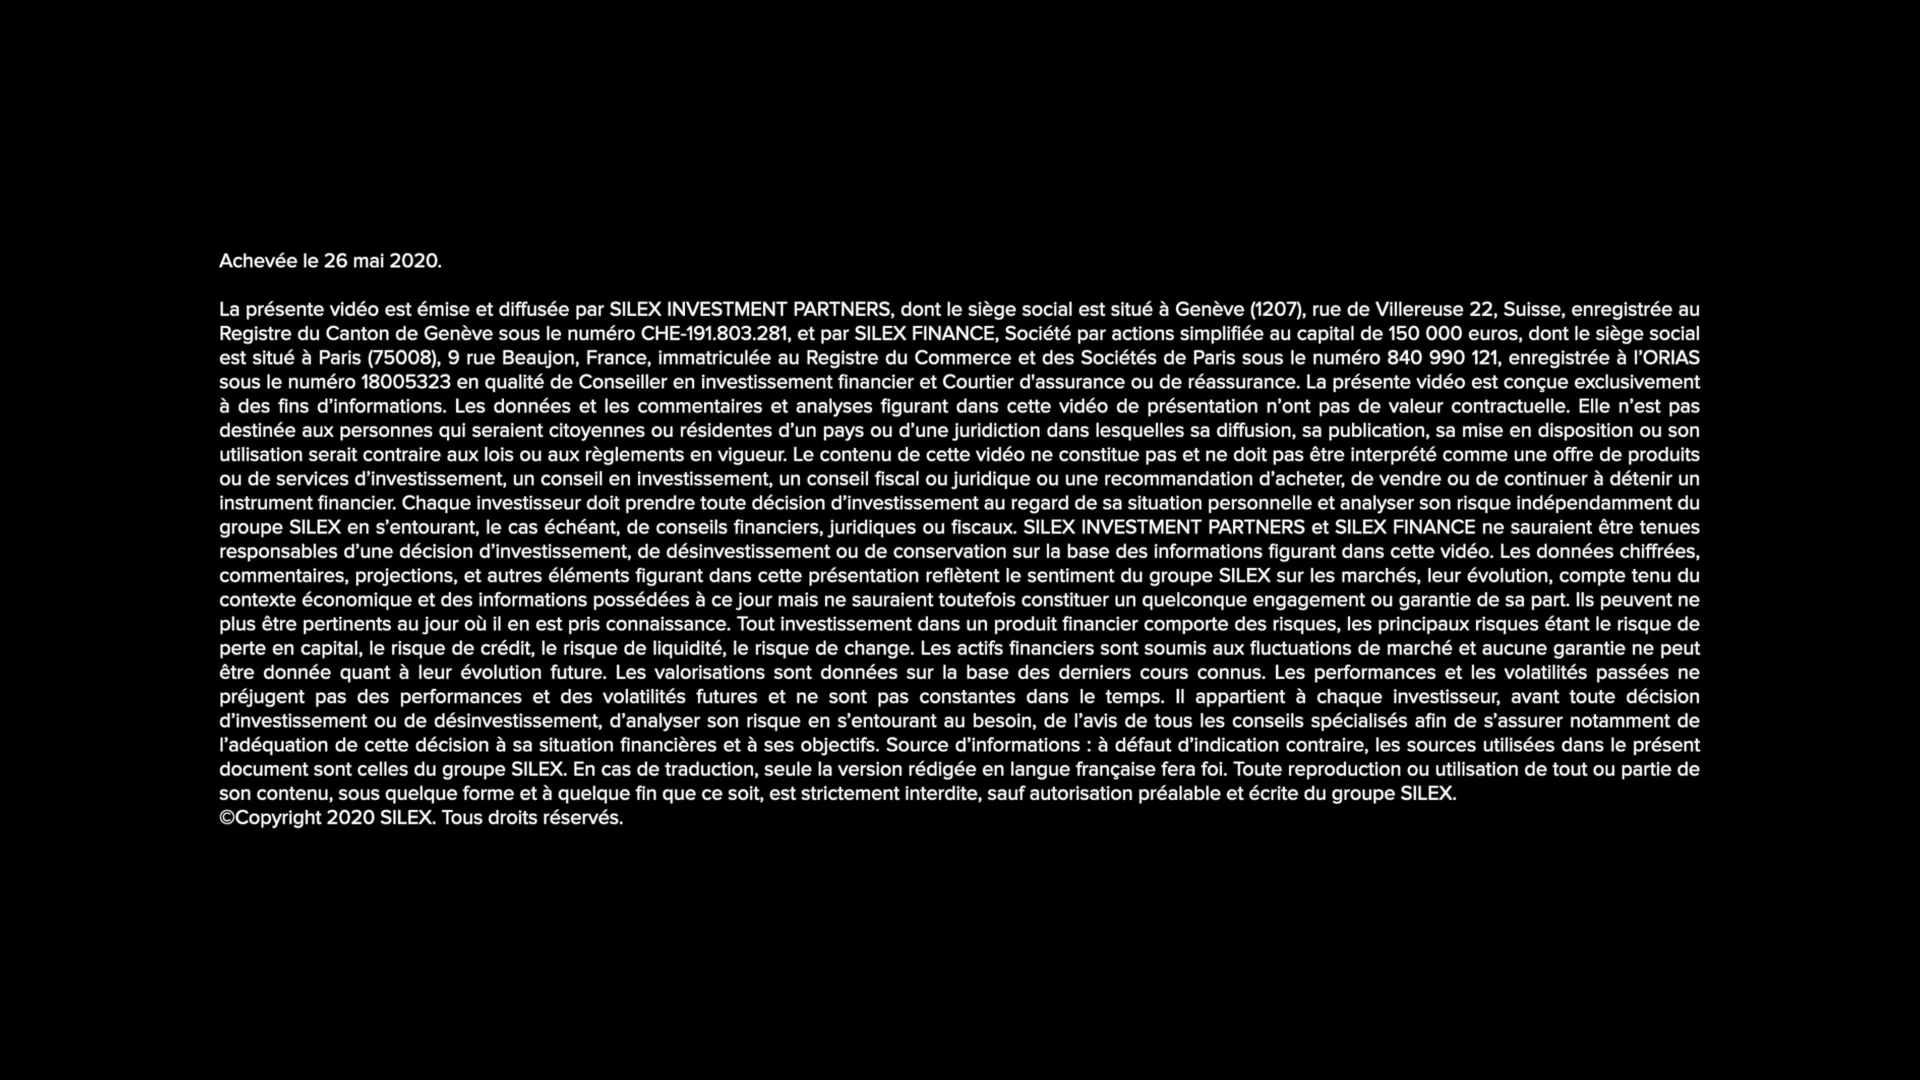 Achevée le 26 mai 2020.
La présente vidéo est émise et diffusée par SILEX INVESTMENT PARTNERS, dont le siège social est situé à Genève (1207), rue de Villereuse 22, Suisse, enregistrée au
Registre du Canton de Genève sous le numéro CHE-191.803.281, et par SILEX FINANCE, Société par actions simplifiée au capital de 150 000 euros, dont le siège social
est situé à Paris (75008), 9 rue Beaujon, France, immatriculée au Registre du Commerce et des Sociétés de Paris sous le numéro 840 990 121, enregistrée à l’ORIAS
sous le numéro 18005323 en qualité de Conseiller en investissement financier et Courtier d'assurance ou de réassurance. La présente vidéo est conçue exclusivement
à des fins d’informations. Les données et les commentaires et analyses figurant dans cette vidéo de présentation n’ont pas de valeur contractuelle. Elle n’est pas
destinée aux personnes qui seraient citoyennes ou résidentes d’un pays ou d’une juridiction dans lesquelles sa diffusion, sa publication, sa mise en disposition ou son
utilisation serait contraire aux lois ou aux règlements en vigueur. Le contenu de cette vidéo ne constitue pas et ne doit pas être interprété comme une offre de produits
ou de services d’investissement, un conseil en investissement, un conseil fiscal ou juridique ou une recommandation d’acheter, de vendre ou de continuer à détenir un
instrument financier. Chaque investisseur doit prendre toute décision d’investissement au regard de sa situation personnelle et analyser son risque indépendamment du
groupe SILEX en s’entourant, le cas échéant, de conseils financiers, juridiques ou fiscaux. SILEX INVESTMENT PARTNERS et SILEX FINANCE ne sauraient être tenues
responsables d’une décision d’investissement, de désinvestissement ou de conservation sur la base des informations figurant dans cette vidéo. Les données chiffrées,
commentaires, projections, et autres éléments figurant dans cette présentation reflètent le sentiment du groupe SILEX sur les marchés, leur évolution, compte tenu du
contexte économique et des informations possédées à ce jour mais ne sauraient toutefois constituer un quelconque engagement ou garantie de sa part. Ils peuvent ne
plus être pertinents au jour où il en est pris connaissance. Tout investissement dans un produit financier comporte des risques, les principaux risques étant le risque de
perte en capital, le risque de crédit, le risque de liquidité, le risque de change. Les actifs financiers sont soumis aux fluctuations de marché et aucune garantie ne peut
être donnée quant à leur évolution future. Les valorisations sont données sur la base des derniers cours connus. Les performances et les volatilités passées ne
préjugent pas des performances et des volatilités futures et ne sont pas constantes dans le temps. Il appartient à chaque investisseur, avant toute décision
d’investissement ou de désinvestissement, d’analyser son risque en s’entourant au besoin, de l’avis de tous les conseils spécialisés afin de s’assurer notamment de
l’adéquation de cette décision à sa situation financières et à ses objectifs. Source d’informations : à défaut d’indication contraire, les sources utilisées dans le présent
document sont celles du groupe SILEX. En cas de traduction, seule la version rédigée en langue française fera foi. Toute reproduction ou utilisation de tout ou partie de
son contenu, sous quelque forme et à quelque fin que ce soit, est strictement interdite, sauf autorisation préalable et écrite du groupe SILEX.
©Copyright 2020 SILEX. Tous droits réservés.